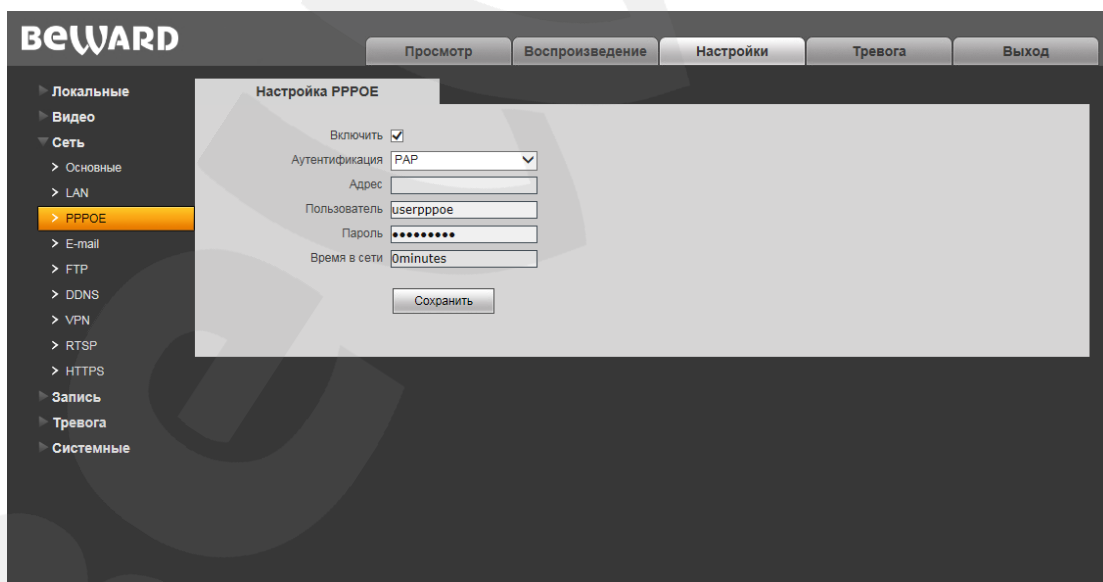 BEWARD
Просмотр Воспроизведение Настройки Тревога Выход
Локальные
Видео
Сеть
> Основные
> LAN
> PPPOE
> E-mail
> FTP
> DDNS
> VPN
> RTSP
> HTTPS
Запись
Тревога
Системные
Настройка PPPOE
Включить
Аутентификация PAP
Адрес
Пользователь userpppoe
Пароль •••••••••
Время в сети 0minutes
Сохранить